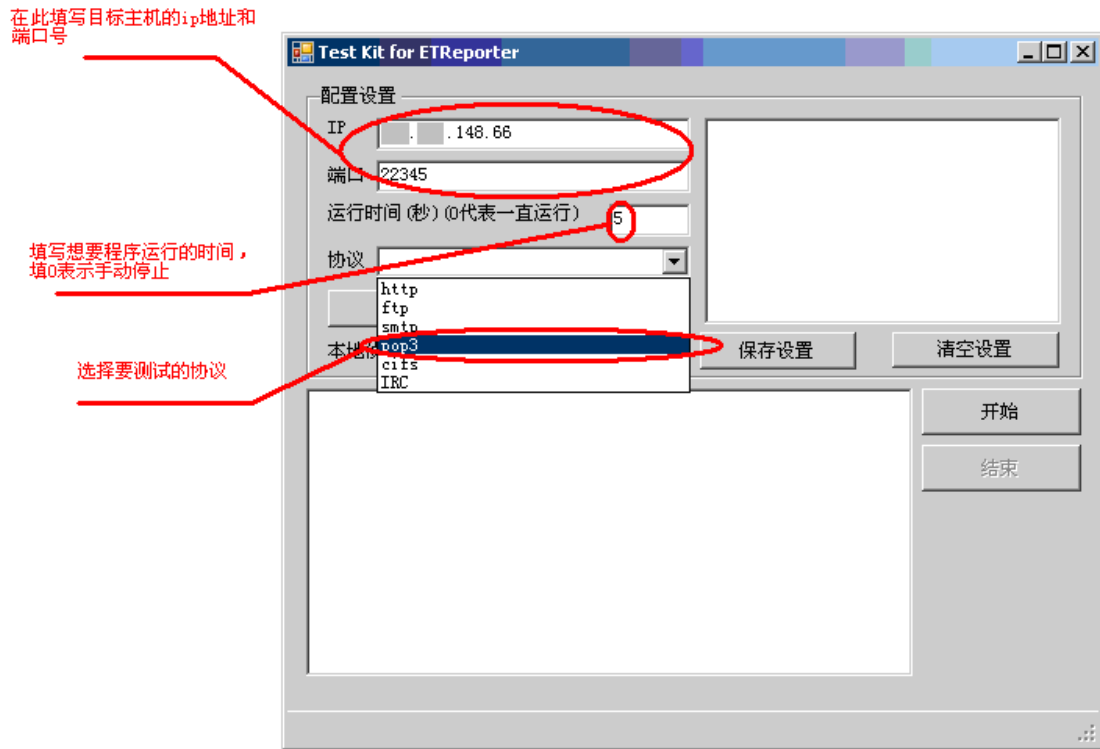 在此填写目标主机的ip地址和
端口号
Test Kit for ETReporter
配置设置
IP
. .148.66
端口
22345
运行时间(秒)(0代表一直运行)
5
填写想要程序运行的时间，
填0表示手动停止
协议
http
ftp
smtp
本地
pop3
保存设置
清空设置
选择要测试的协议
cifs
IRC
开始
结束